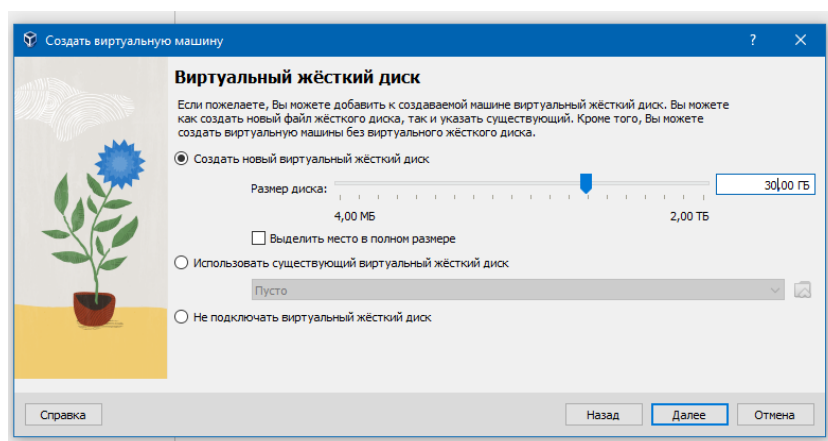 Создать виртуальную машину
?
Виртуальный жёсткий диск
Если пожелаете, Вы можете добавить к создаваемой машине виртуальный жёсткий диск. Вы можете
как создать новый файл жёсткого диска, так и указать существующий. Кроме того, Вы можете
создать виртуальную машины без виртуального жёсткого диска.
Создать новый виртуальный жёсткий диск
Размер диска:
30,00 ГБ
4,00 МБ
2,00 ТБ
Выделить место в полном размере
Использовать существующий виртуальный жёсткий диск
Пусто
Не подключать виртуальный жёсткий диск
Справка
Назад
Далее
Отмена